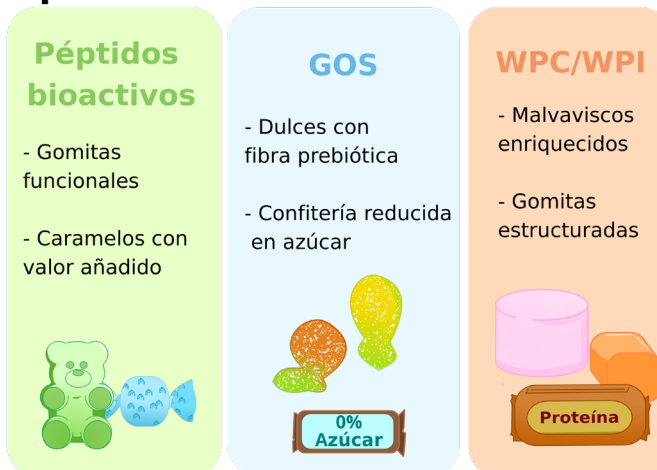 Péptidos
bioactivos
- Gomitas
funcionales
- Caramelos con
valor añadido
GOS
- Dulces con
fibra prebiótica
- Confitería reducida
en azúcar
0%
Azúcar
WPC/WPI
- Malvaviscos
enriquecidos
- Gomitas
estructuradas
Proteína